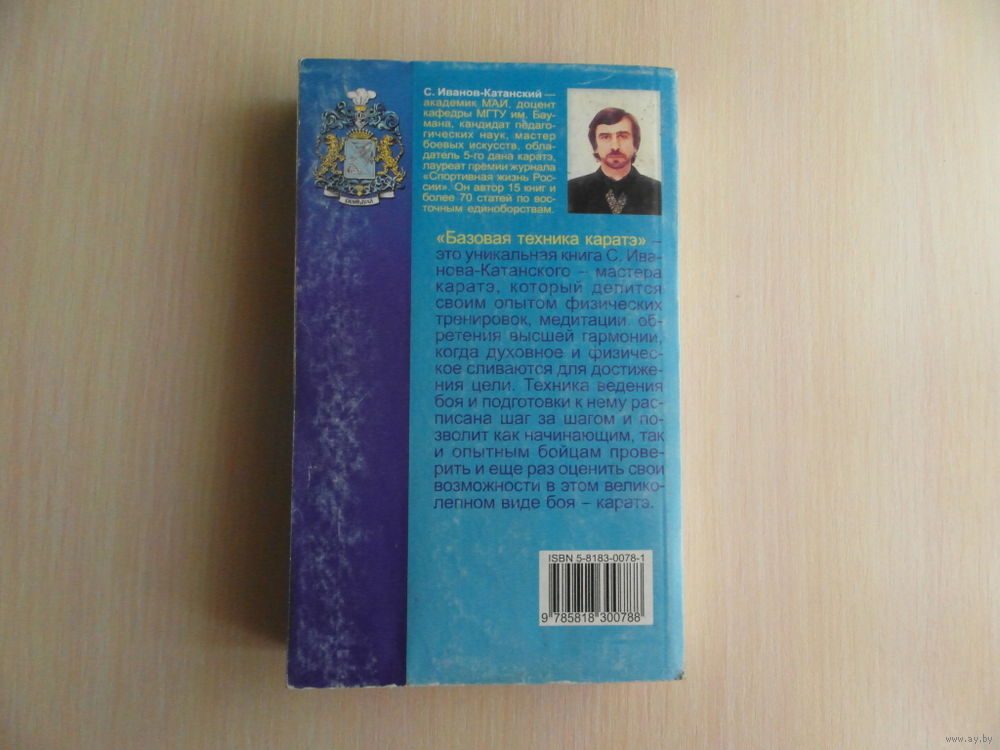 С. Иванов-Катанский —
академик МАИ, доцент
кафедры МГТУ им. Бау-
мана, кандидат педаго-
гических наук, мастер
боевых искусств, обла-
датель 5-го дана каратэ,
лауреат премии журнала
«Спортивная жизнь Рос-
сии». Он автор 15 книг и
более 70 статей по вос-
точным единоборствам.
«Базовая техника каратэ» –
это уникальная книга С. Ива-
нова-Катанского – мастера
каратэ, который делится
своим опытом физических
тренировок, медитации, об-
ретения высшей гармонии,
когда духовное и физичес-
кое сливаются для достиже-
ния цели. Техника ведения
боя и подготовки к нему рас-
писана шаг за шагом и по-
зволит как начинающим, так
и опытным бойцам прове-
рить и еще раз оценить свои
возможности в этом велико-
лепном виде боя – каратэ.
ISBN 5-8183-0078-1
9 785818 300788
www.ay.by